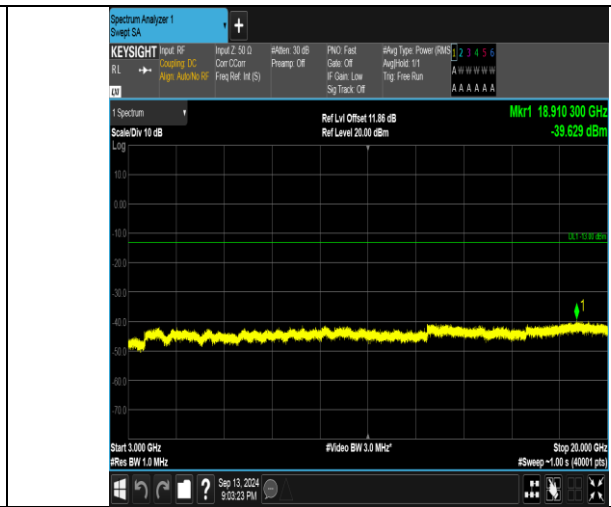 Spectrum Analyzer 1
Swept SA
+
KEYSIGHT
RL
LXI
Input: RF
Coupling: DC
Align: Auto/No RF
Input Z: 50 Ω
Corr CCorr
Freq Ref: Int (S)
#Atten: 30 dB
Preamp: Off
PNO: Fast
Gate: Off
IF Gain: Low
Sig Track: Off
#Avg Type: Power (RMS
Avg|Hold: 1/1
Trig: Free Run
1 2 3 4 5 6
A W W W W W
A A A A A A
1 Spectrum
Scale/Div 10 dB
Log
Ref Lvl Offset 11.86 dB
Ref Level 20.00 dBm
Mkr1 18.910 300 GHz
-39.629 dBm
10.0
0.00
-10.0
DL1 -13.00 dBm
-20.0
-30.0
1
-40.0
-50.0
-60.0
-70.0
Start 3.000 GHz
#Res BW 1.0 MHz
#Video BW 3.0 MHz*
Stop 20.000 GHz
#Sweep ~1.00 s (40001 pts)
?
Sep 13, 2024
9:03:23 PM